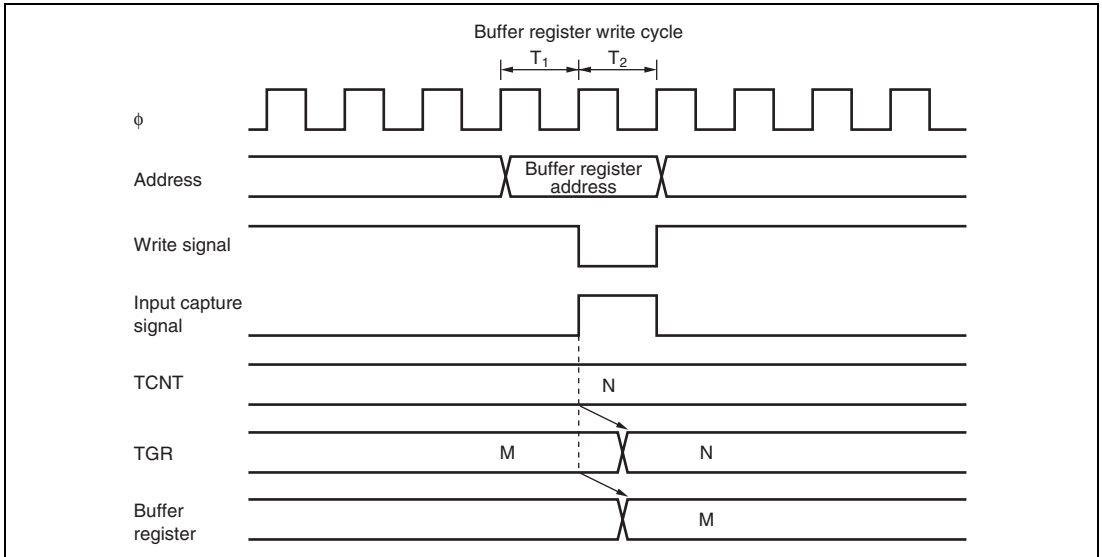 Buffer register write cycle
T₁ T₂
ϕ
Address
Buffer register
address
Write signal
Input capture
signal
TCNT
N
TGR
M
N
Buffer
register
M